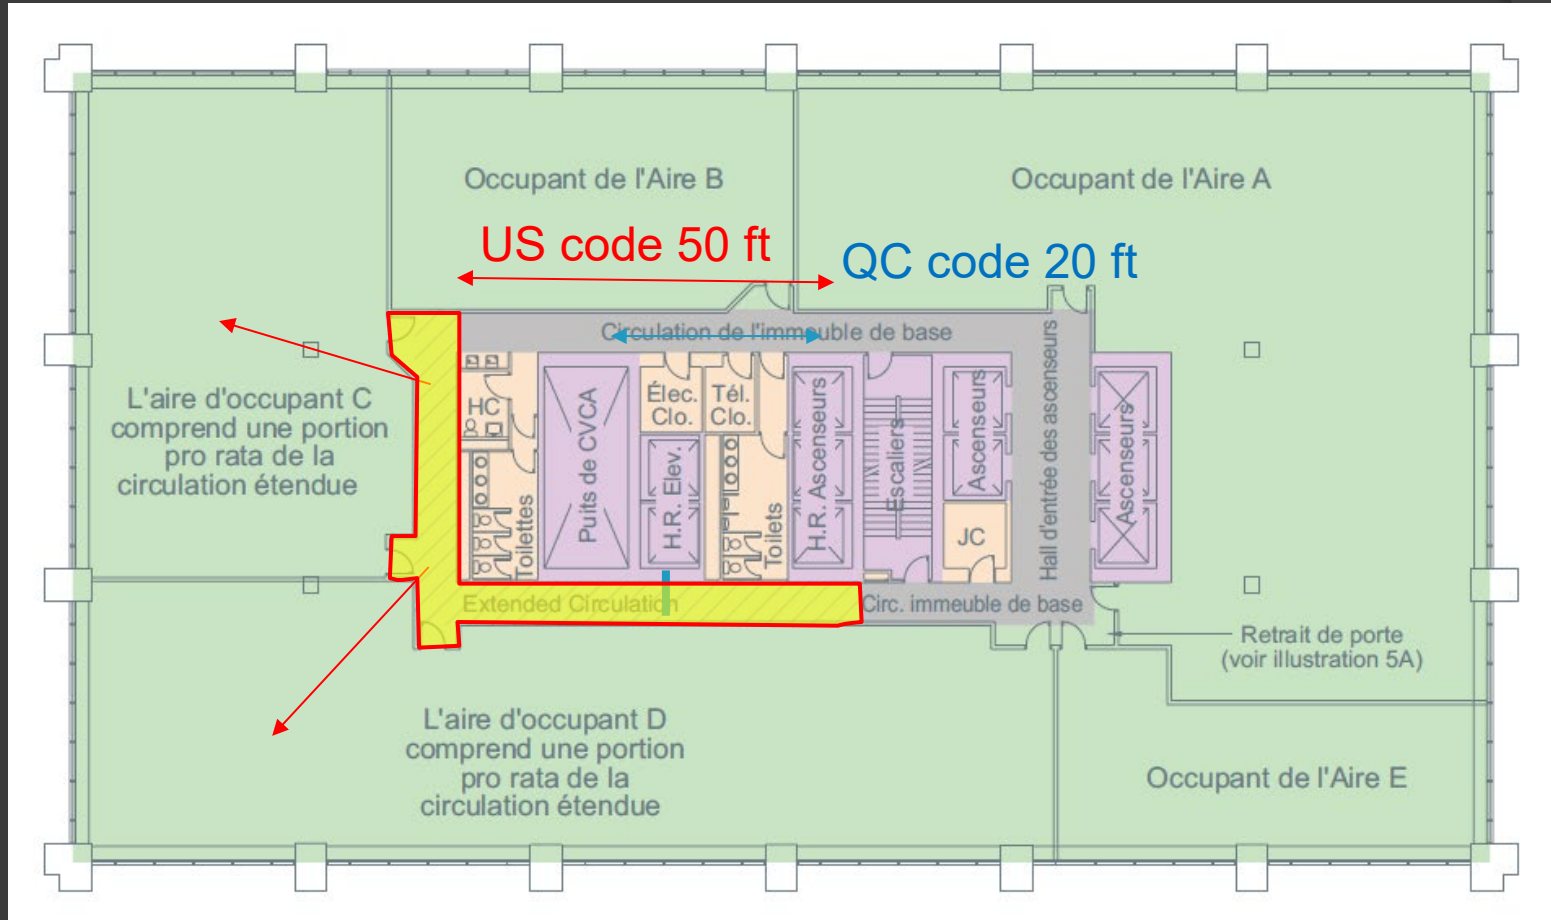 Occupant de l'Aire B
Occupant de l'Aire A
US code 50 ft
QC code 20 ft
Circulation de l'immeuble de base
L'aire d'occupant C
comprend une portion
pro rata de la
circulation étendue
HC
Toilettes
Puits de CVCA
Élec.
Clo.
Tél.
Clo.
H.R. Elev.
Toilets
H.R. Ascenseurs
Escaliers
Ascenseurs
JC
Hall d'entrée des ascenseurs
Ascenseurs
Extended Circulation
Circ. immeuble de base
Retrait de porte
(voir illustration 5A)
L'aire d'occupant D
comprend une portion
pro rata de la
circulation étendue
Occupant de l'Aire E